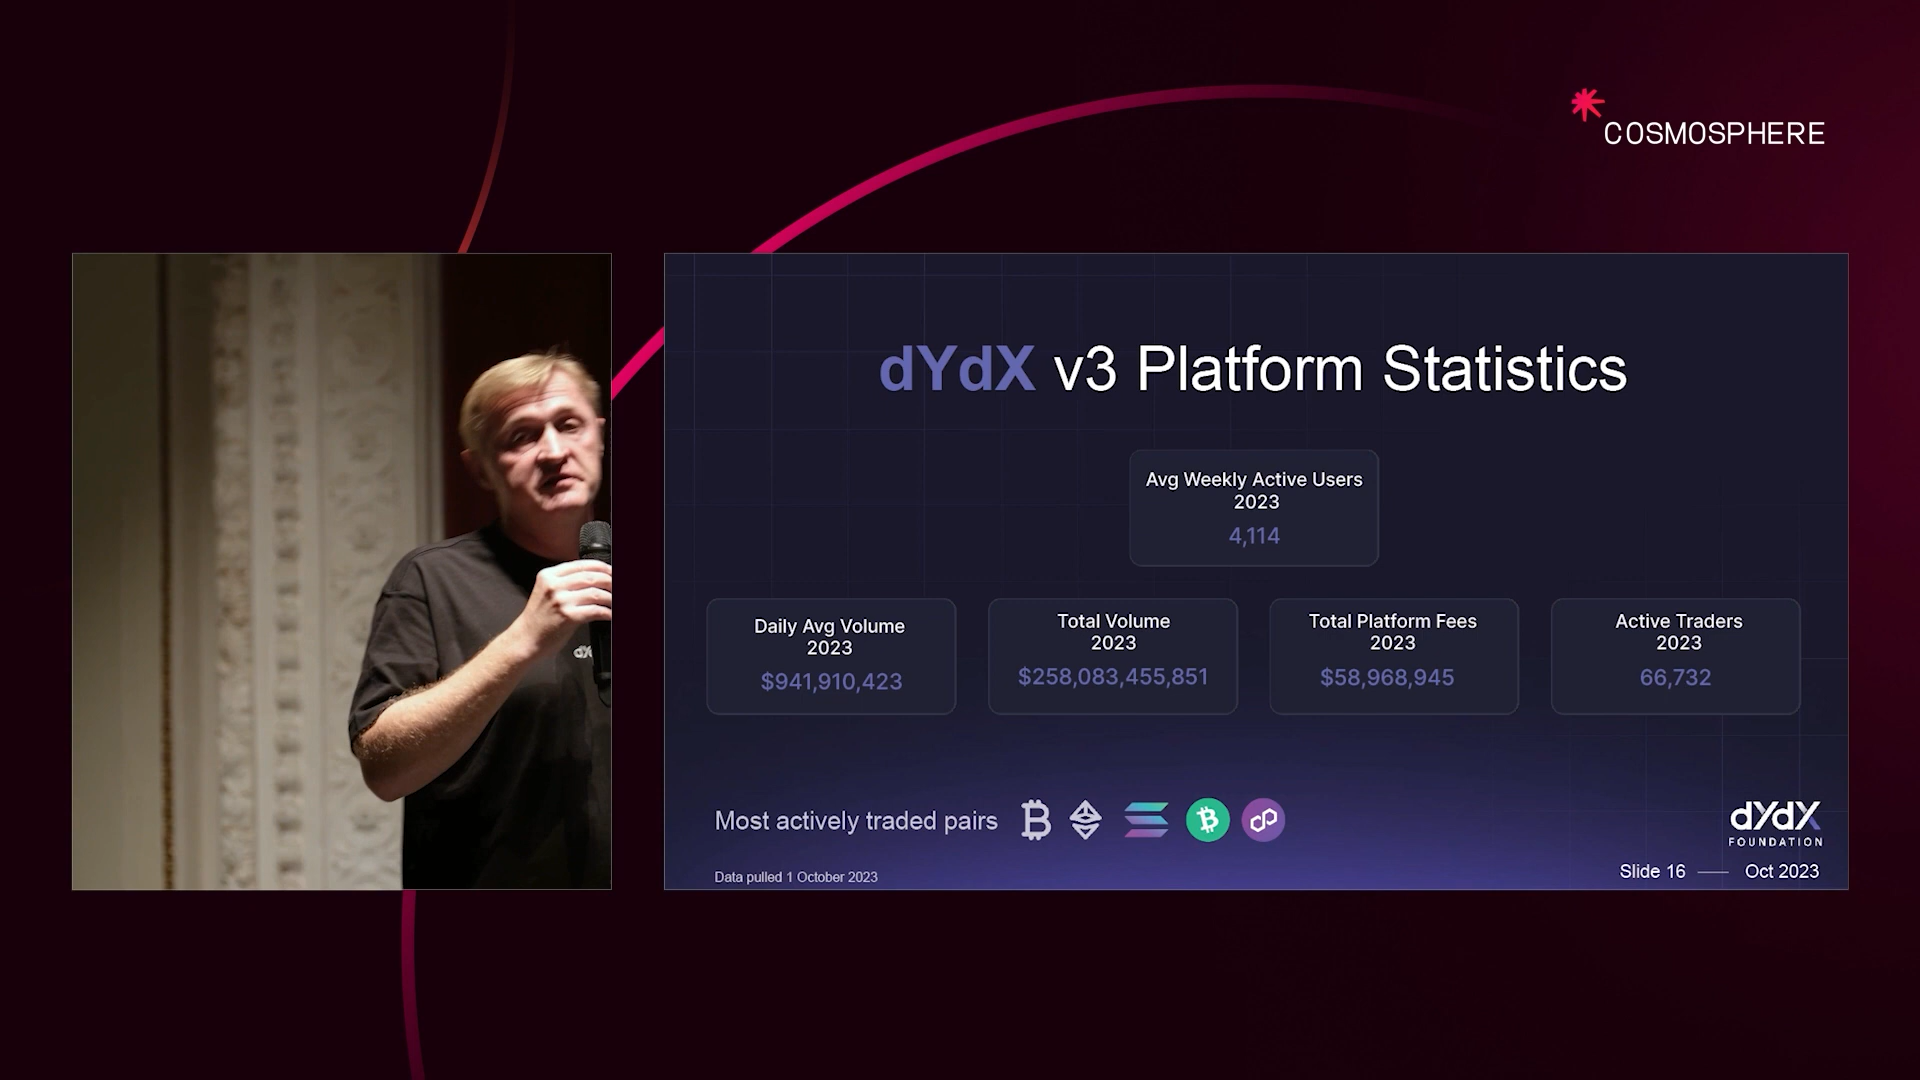 COSMOSPHERE
dYdX v3 Platform Statistics
Avg Weekly Active Users
2023
4,114
Daily Avg Volume
2023
$941,910,423
Total Volume
2023
$258,083,455,851
Total Platform Fees
2023
$58,968,945
Active Traders
2023
66,732
Most actively traded pairs
dYdX
FOUNDATION
Data pulled 1 October 2023
Slide 16
Oct 2023